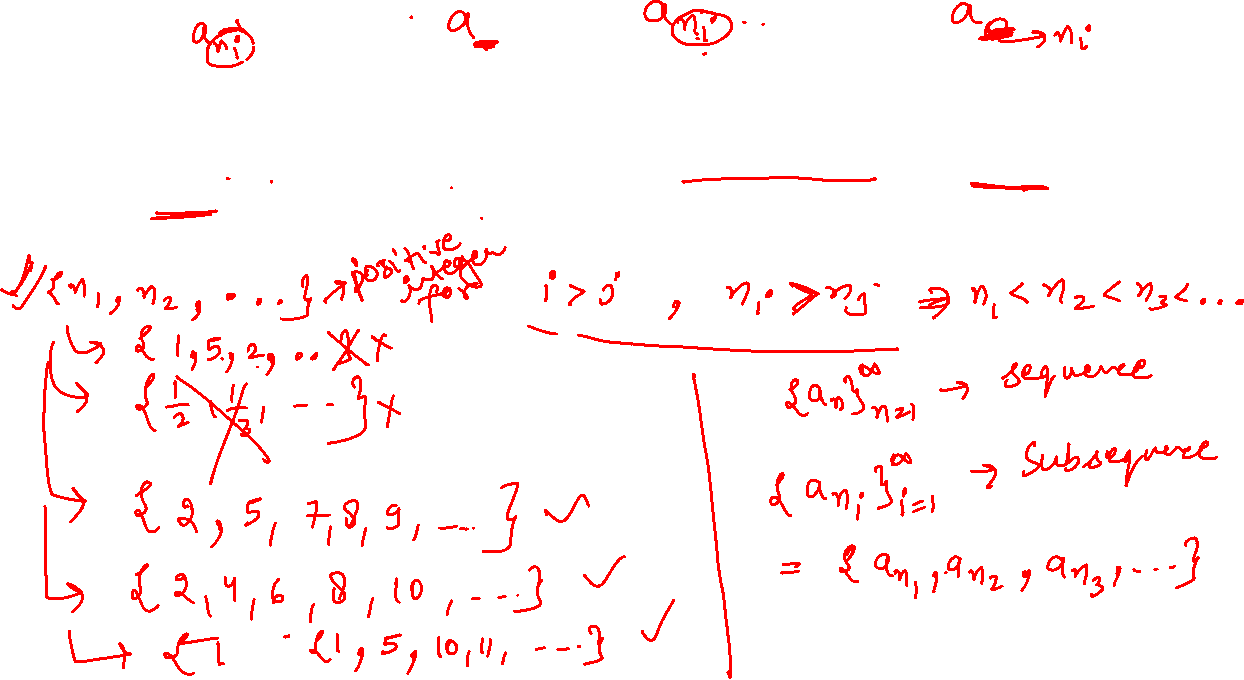 a_{n_i} a_ a_{n_i} .. a_ → n_i
{n_1, n_2, ...} → positive integer for i > j, n_i > n_j ⇒ n_1 < n_2 < n_3 < ...
→ {1, 5, 2, .. } ×
→ {1/2, 1/3, ---} ×
→ {2, 5, 7, 8, 9, ...} ✓
→ {2, 4, 6, 8, 10, ...} ✓
→ { 1 {1, 5, 10, 11, ---} ✓
{a_n}_{n=1}^∞ → sequence
{a_{n_i}}_{i=1}^∞ → Subsequence
= {a_{n_1}, a_{n_2}, a_{n_3}, ...}